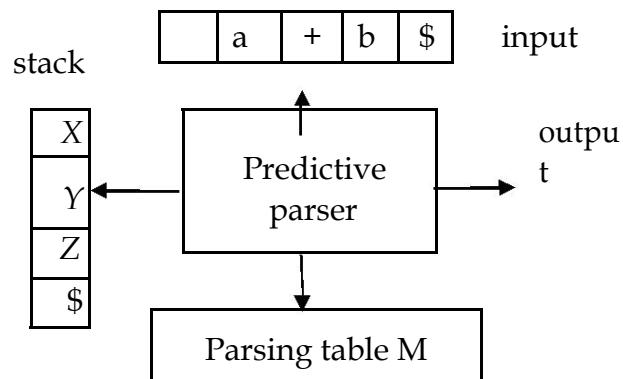 a + b $ input
stack
X
Y
Z
$
Predictive
parser
outpu
t
Parsing table M